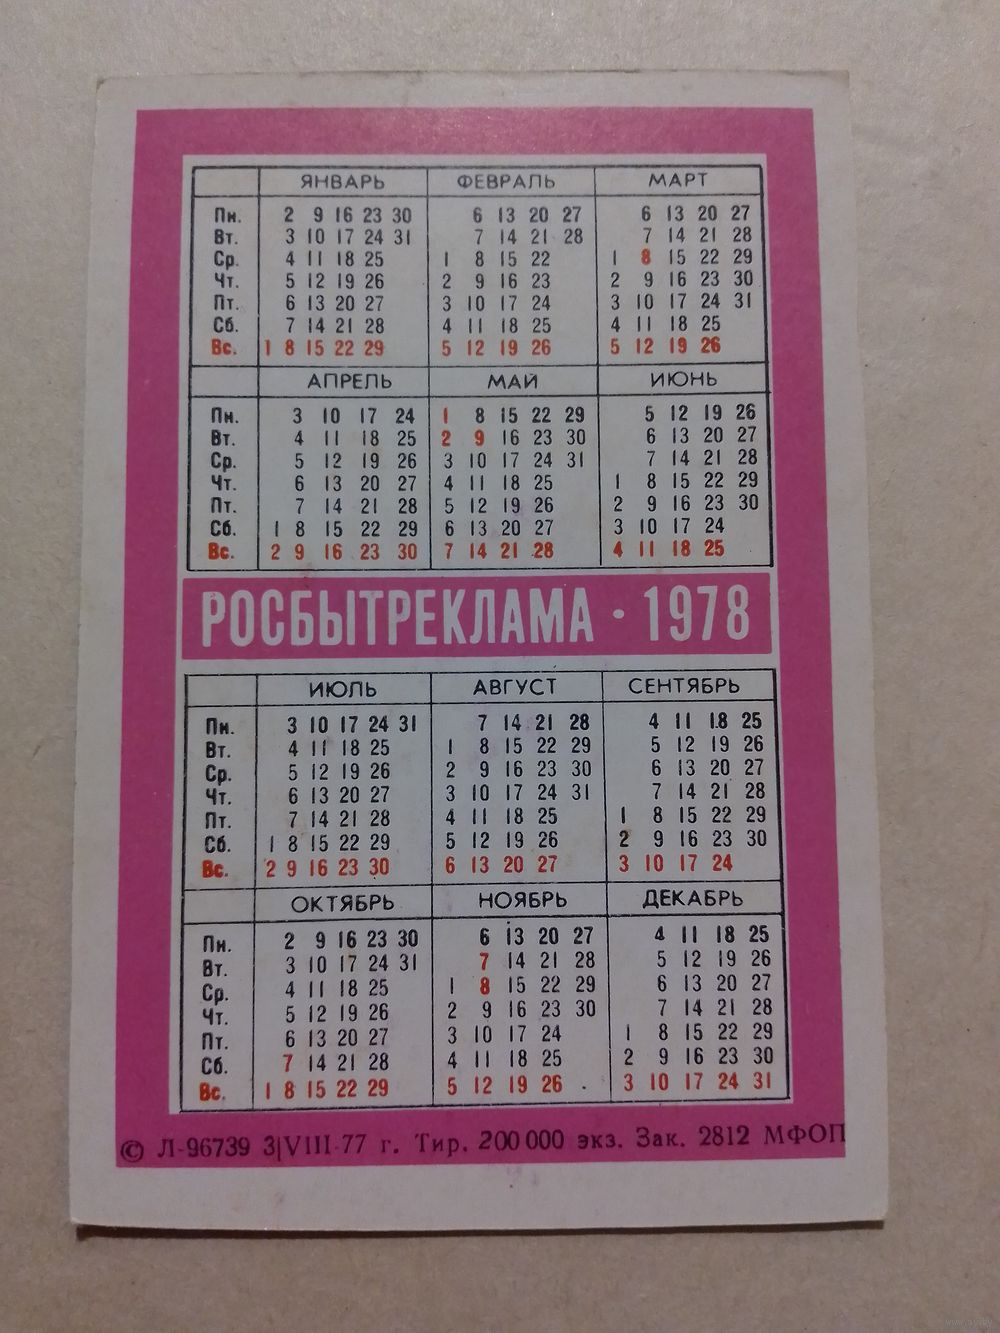 ЯНВАРЬ ФЕВРАЛЬ МАРТ
Пн. 2 9 16 23 30 6 13 20 27 6 13 20 27
Вт. 3 10 17 24 31 7 14 21 28 7 14 21 28
Ср. 4 11 18 25 1 8 15 22 1 8 15 22 29
Чт. 5 12 19 26 2 9 16 23 2 9 16 23 30
Пт. 6 13 20 27 3 10 17 24 3 10 17 24 31
Сб. 7 14 21 28 4 11 18 25 4 11 18 25
Вс. 1 8 15 22 29 5 12 19 26 5 12 19 26
АПРЕЛЬ МАЙ ИЮНЬ
Пн. 3 10 17 24 1 8 15 22 29 5 12 19 26
Вт. 4 11 18 25 2 9 16 23 30 6 13 20 27
Ср. 5 12 19 26 3 10 17 24 31 7 14 21 28
Чт. 6 13 20 27 4 11 18 25 1 8 15 22 29
Пт. 7 14 21 28 5 12 19 26 2 9 16 23 30
Сб. 1 8 15 22 29 6 13 20 27 3 10 17 24
Вс. 2 9 16 23 30 7 14 21 28 4 11 18 25
РОСБЫТРЕКЛАМА · 1978
ИЮЛЬ АВГУСТ СЕНТЯБРЬ
Пн. 3 10 17 24 31 7 14 21 28 4 11 18 25
Вт. 4 11 18 25 1 8 15 22 29 5 12 19 26
Ср. 5 12 19 26 2 9 16 23 30 6 13 20 27
Чт. 6 13 20 27 3 10 17 24 31 7 14 21 28
Пт. 7 14 21 28 4 11 18 25 1 8 15 22 29
Сб. 1 8 15 22 29 5 12 19 26 2 9 16 23 30
Вс. 2 9 16 23 30 6 13 20 27 3 10 17 24
ОКТЯБРЬ НОЯБРЬ ДЕКАБРЬ
Пн. 2 9 16 23 30 6 13 20 27 4 11 18 25
Вт. 3 10 17 24 31 7 14 21 28 5 12 19 26
Ср. 4 11 18 25 1 8 15 22 29 6 13 20 27
Чт. 5 12 19 26 2 9 16 23 30 7 14 21 28
Пт. 6 13 20 27 3 10 17 24 1 8 15 22 29
Сб. 7 14 21 28 4 11 18 25 2 9 16 23 30
Вс. 1 8 15 22 29 5 12 19 26 3 10 17 24 31
© Л-96739 3|VIII-77 г. Тир. 200 000 экз. Зак. 2812 МФОП